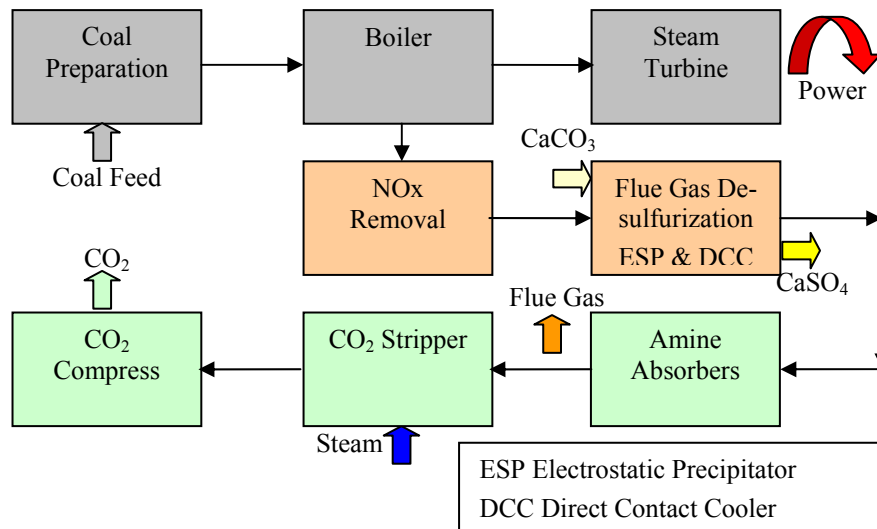 Coal
Preparation
Boiler
Steam
Turbine
Power
Coal Feed
NOx
Removal
CaCO₃
Flue Gas De-
sulfurization
ESP & DCC
CaSO₄
CO₂
Flue Gas
CO₂
Compress
CO₂ Stripper
Amine
Absorbers
Steam
ESP Electrostatic Precipitator
DCC Direct Contact Cooler